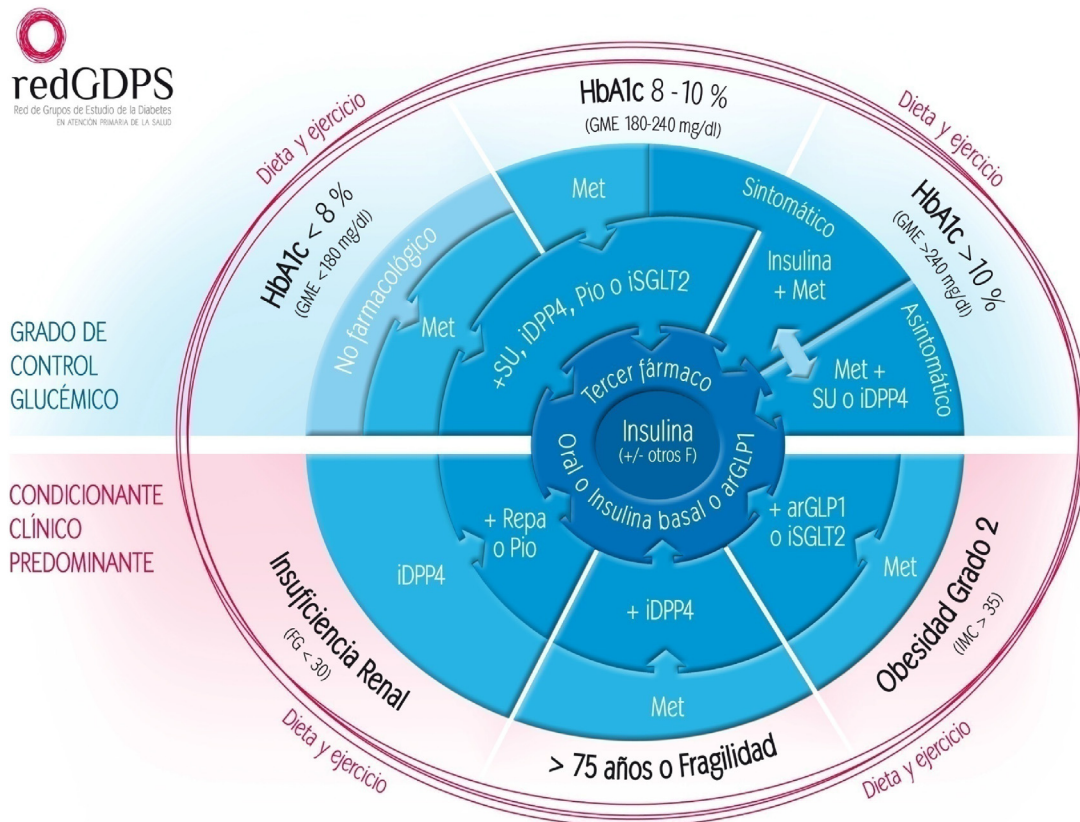 redGDPS
Red de Grupos de Estudio de la Diabetes
EN ATENCIÓN PRIMARIA DE LA SALUD
Dieta y ejercicio
HbA1c 8 - 10 %
(GME 180-240 mg/dl)
Dieta y ejercicio
HbA1c < 8 %
(GME <180 mg/dl)
HbA1c >10 %
(GME >240 mg/dl)
GRADO DE
CONTROL
GLUCÉMICO
No farmacológico
Met
Met
+SU, iDPP4, Pio o iSGLT2
Sintomático
Insulina
+ Met
Asintomático
Met +
SU o iDPP4
Tercer fármaco
Insulina
(+/- otros F)
Oral o Insulina basal o arGLP1
CONDICIONANTE
CLÍNICO
PREDOMINANTE
iDPP4
+ Repa
o Pio
+ iDPP4
Met
+ arGLP1
o iSGLT2
Met
Insuficiencia Renal
(FG < 30)
> 75 años o Fragilidad
Obesidad Grado 2
(IMC > 35)
Dieta y ejercicio
Dieta y ejercicio